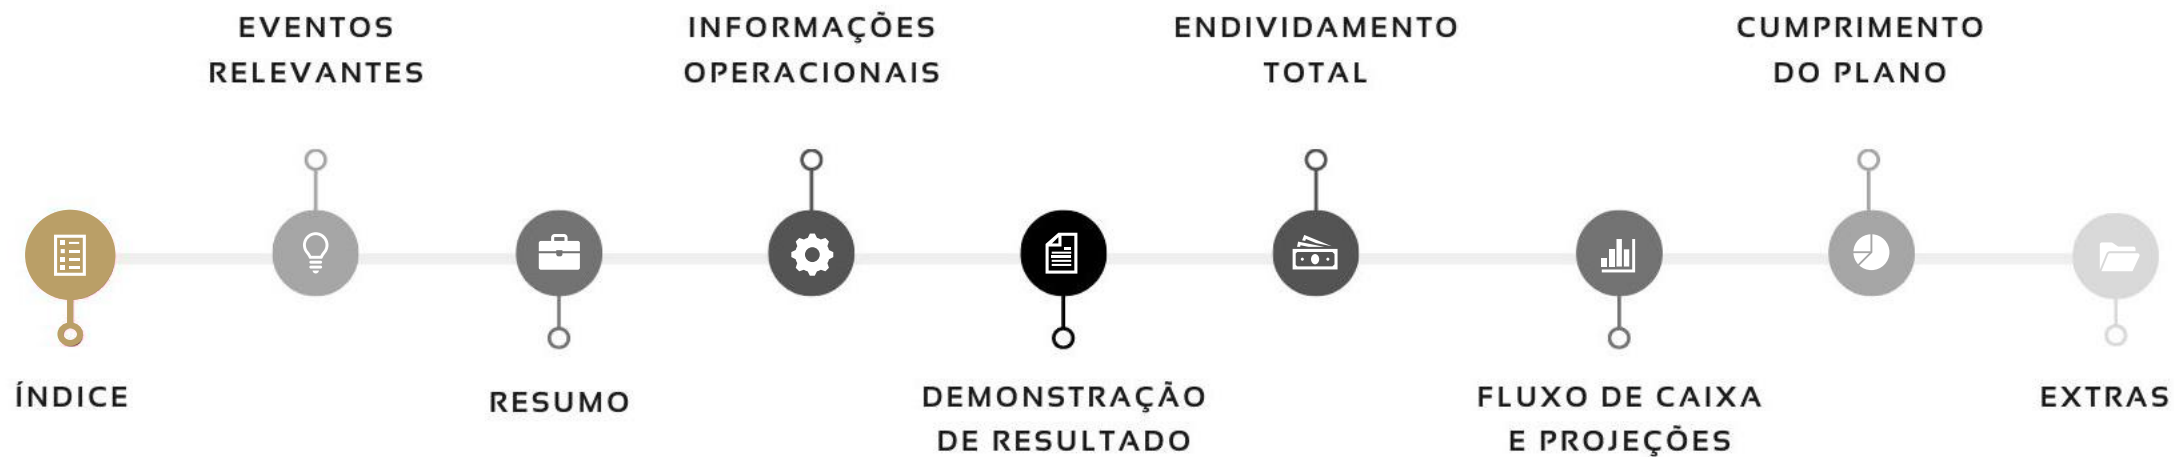 EVENTOS
RELEVANTES
INFORMAÇÕES
OPERACIONAIS
ENDIVIDAMENTO
TOTAL
CUMPRIMENTO
DO PLANO
ÍNDICE
RESUMO
DEMONSTRAÇÃO
DE RESULTADO
FLUXO DE CAIXA
E PROJEÇÕES
EXTRAS